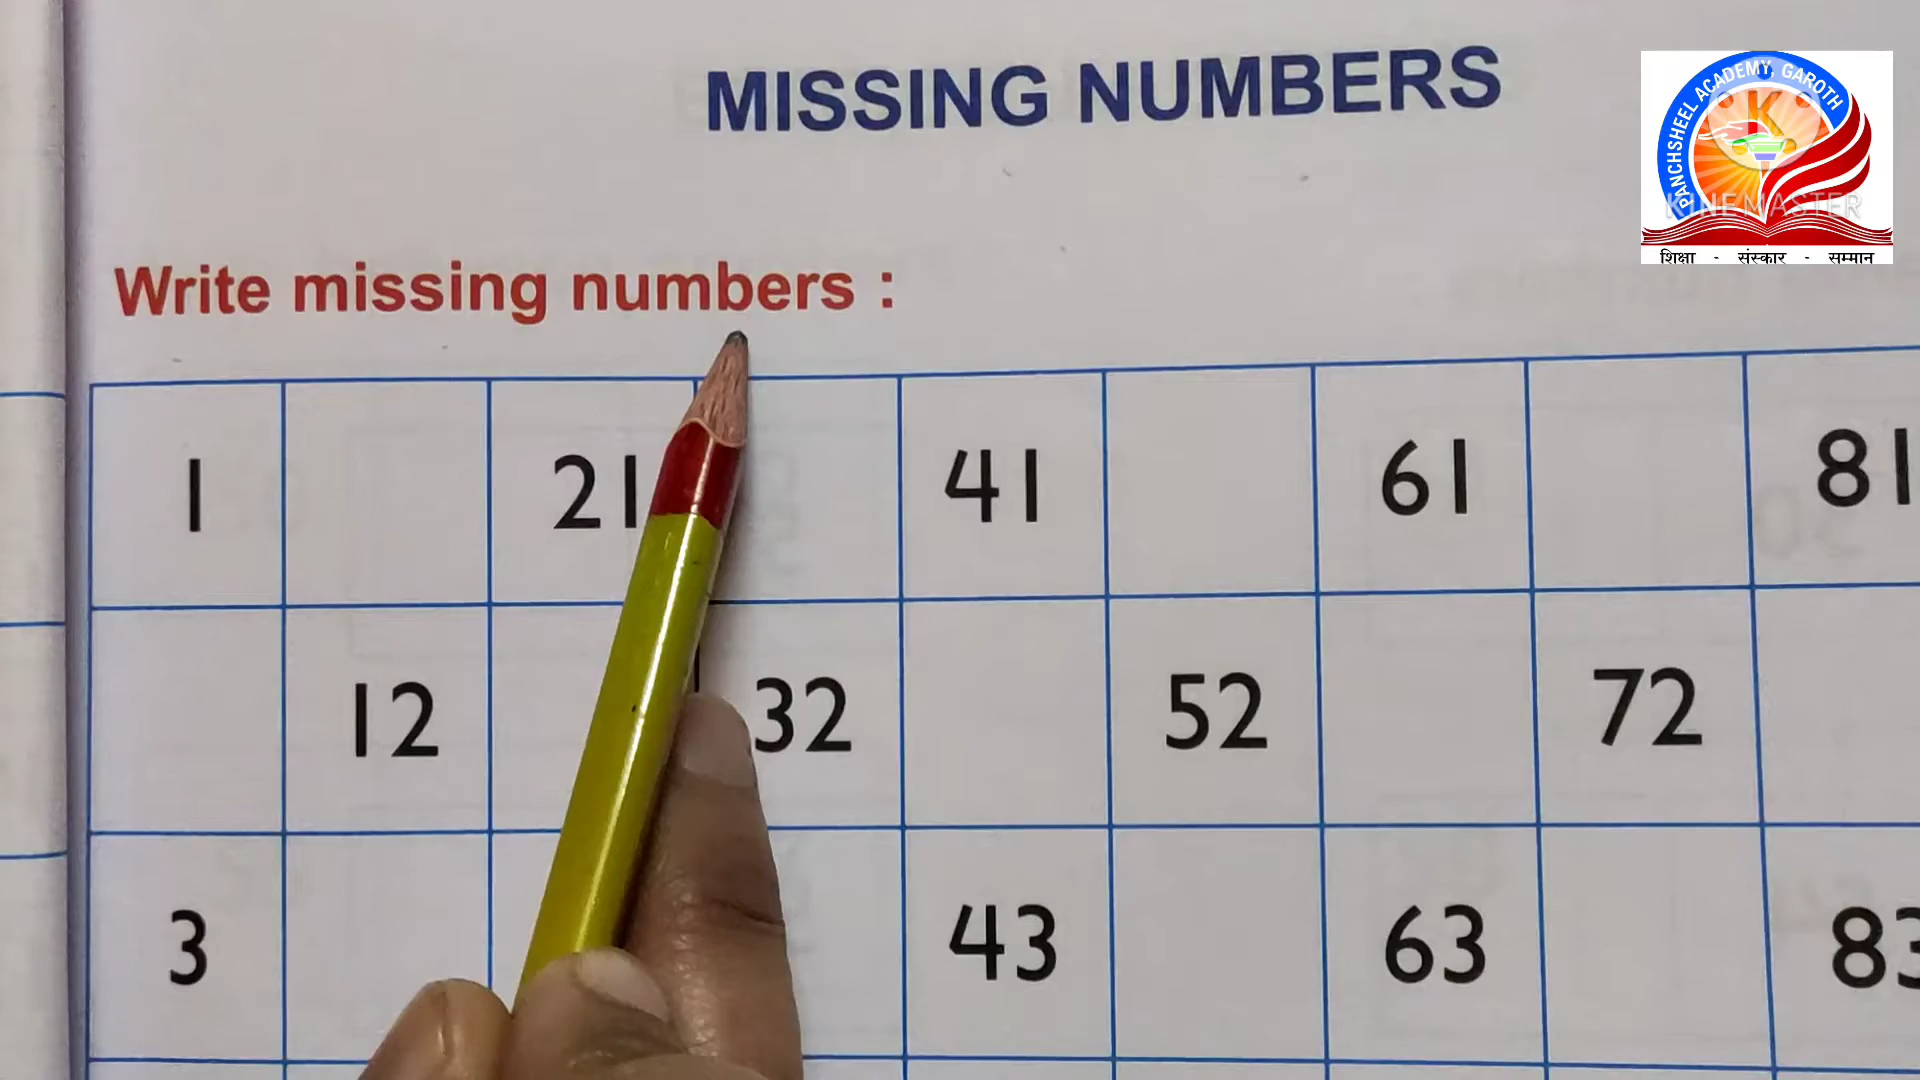 MISSING NUMBERS
PANCHSHEEL ACADEMY, GAROTH
K
KINEMASTER
शिक्षा - संस्कार - सम्मान
Write missing numbers :
1 21 41 61 81
12 32 52 72
3 43 63 83